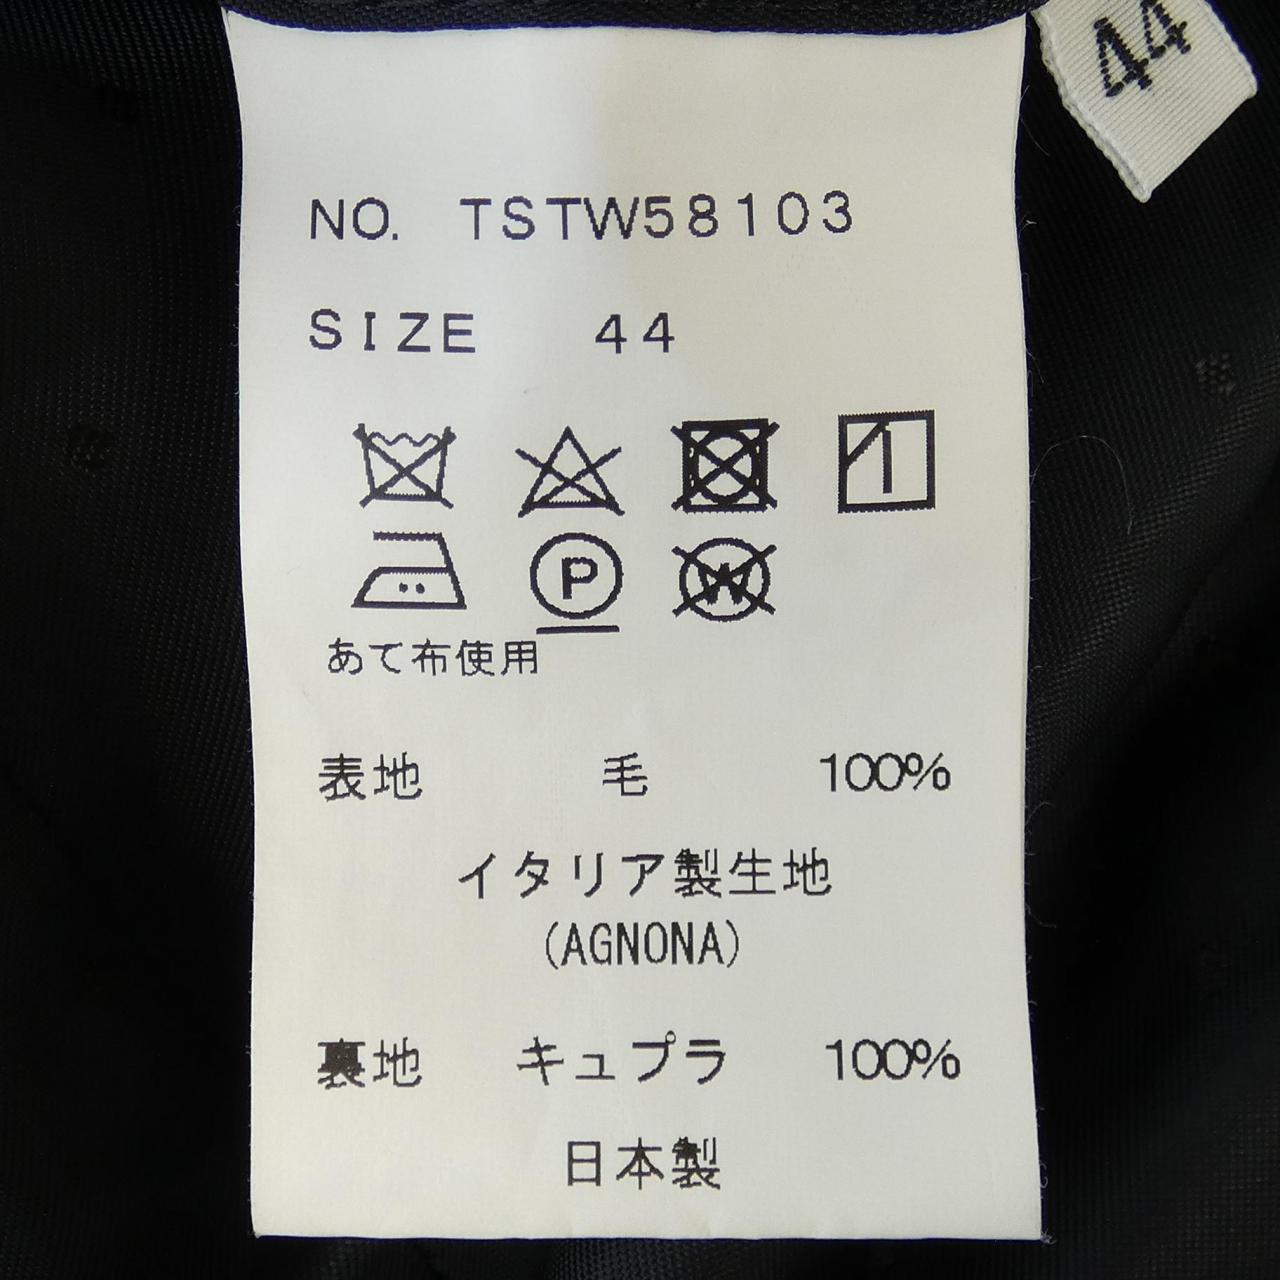 44
NO. TSTW58103
SIZE 44
P W
あて布使用
表地 毛 100%
イタリア製生地
(AGNONA)
裏地 キュプラ 100%
日本製